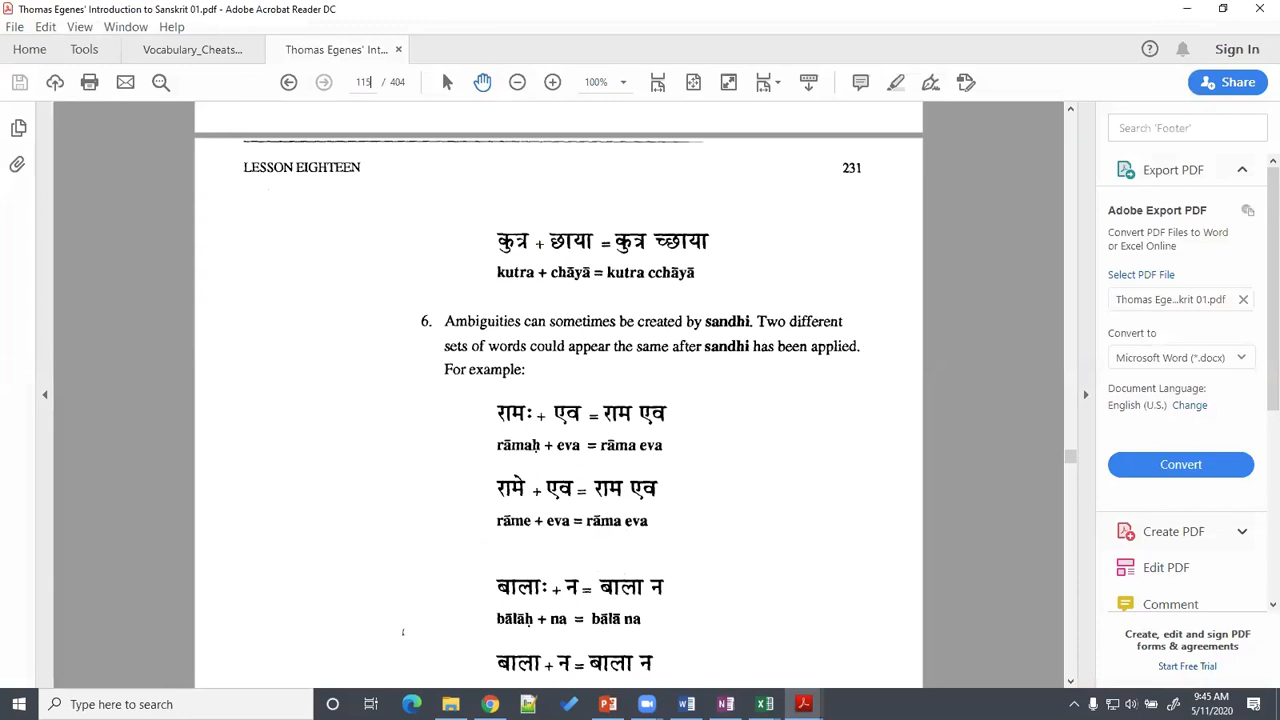 Thomas Egenes' Introduction to Sanskrit 01.pdf - Adobe Acrobat Reader DC
File Edit View Window Help
Home Tools Vocabulary_Cheats... Thomas Egenes' Int... × Sign In
115 / 404 100% Share
LESSON EIGHTEEN 231
कुत्र + छाया = कुत्र च्छाया
kutra + chāyā = kutra cchāyā
6. Ambiguities can sometimes be created by sandhi. Two different
sets of words could appear the same after sandhi has been applied.
For example:
रामः + एव = राम एव
rāmaḥ + eva = rāma eva
रामे + एव = राम एव
rāme + eva = rāma eva
बालाः + न = बाला न
bālāḥ + na = bālā na
बाला + न = बाला न
Search 'Footer'
Export PDF
Adobe Export PDF
Convert PDF Files to Word
or Excel Online
Select PDF File
Thomas Ege...krit 01.pdf
Convert to
Microsoft Word (*.docx)
Document Language:
English (U.S.) Change
Convert
Create PDF
Edit PDF
Comment
Create, edit and sign PDF
forms & agreements
Start Free Trial
Type here to search
9:45 AM
5/11/2020